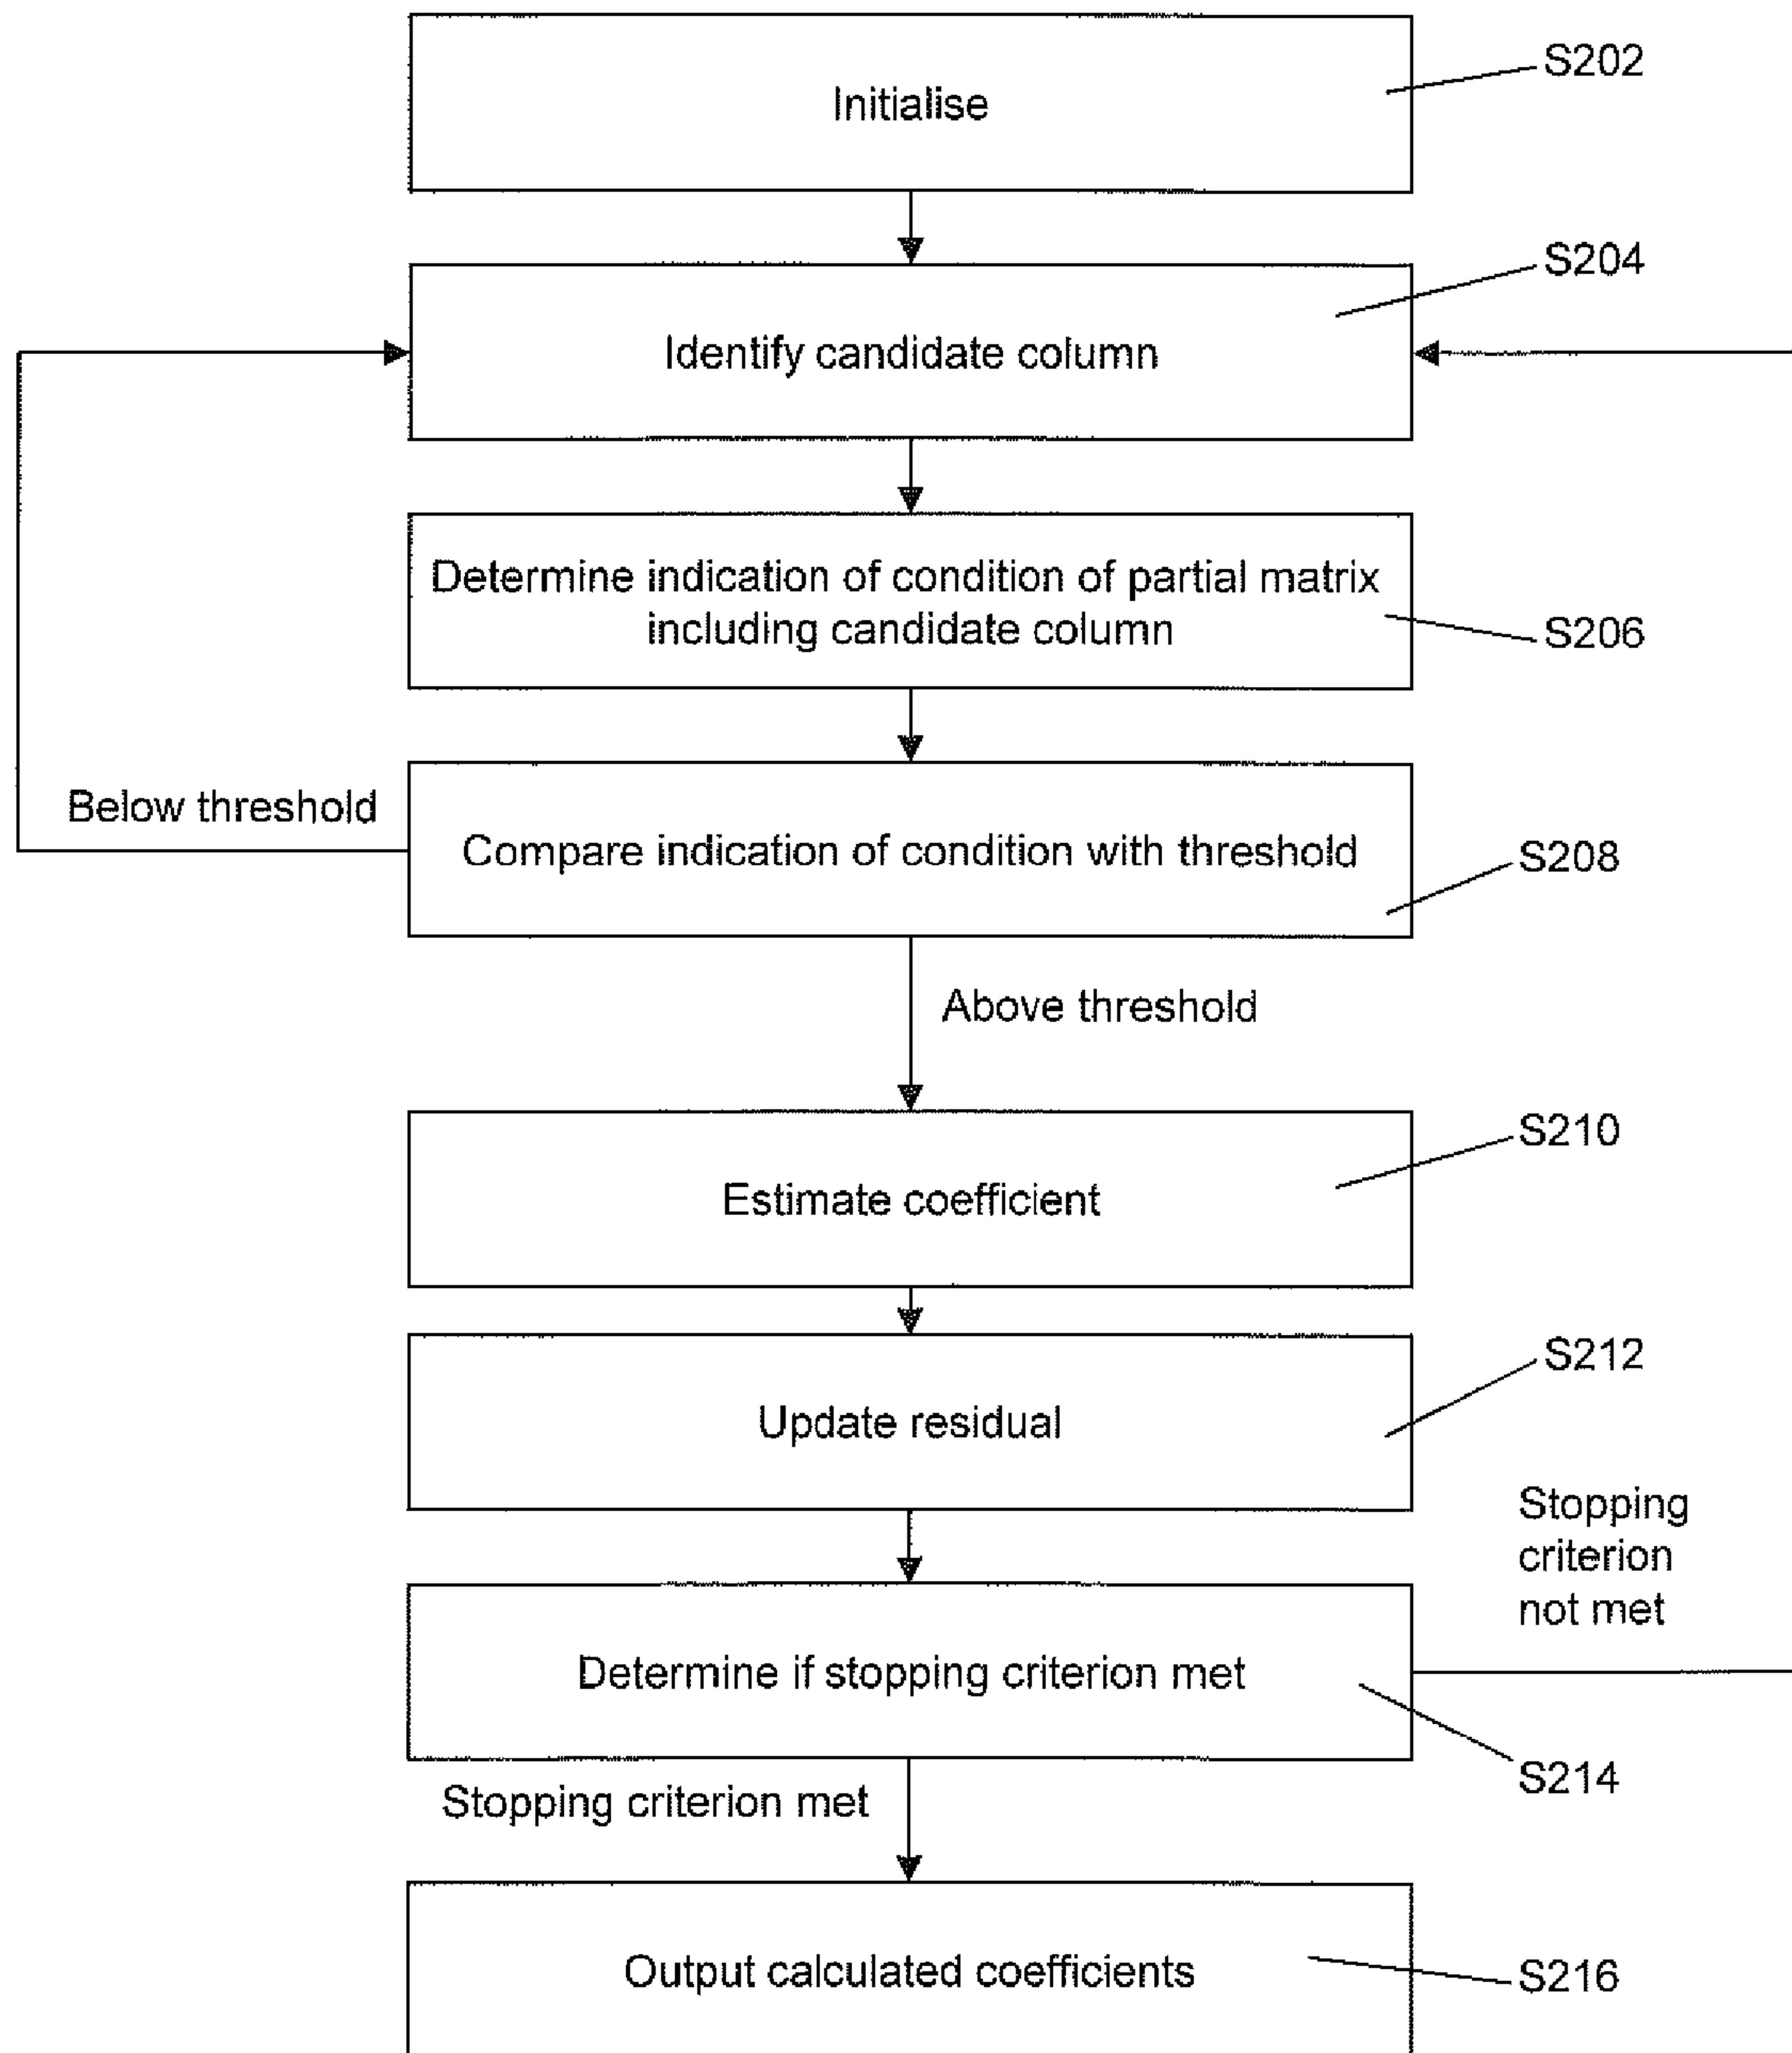 Initialise
S202
S204
Identify candidate column
Determine indication of condition of partial matrix
including candidate column
S206
Below threshold
Compare indication of condition with threshold
S208
Above threshold
S210
Estimate coefficient
S212
Update residual
Stopping
criterion
not met
Determine if stopping criterion met
S214
Stopping criterion met
Output calculated coefficients
S216